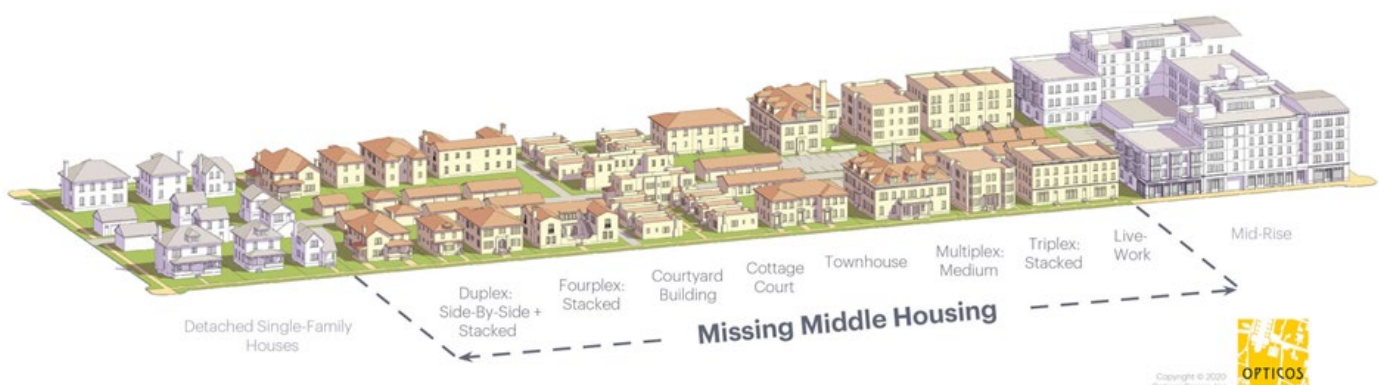 Detached Single-Family
Houses
Duplex:
Side-By-Side +
Stacked
Fourplex:
Stacked
Courtyard
Building
Cottage
Court
Townhouse
Multiplex:
Medium
Triplex:
Stacked
Live-
Work
Mid-Rise
Missing Middle Housing
Copyright © 2020
OPTICOS